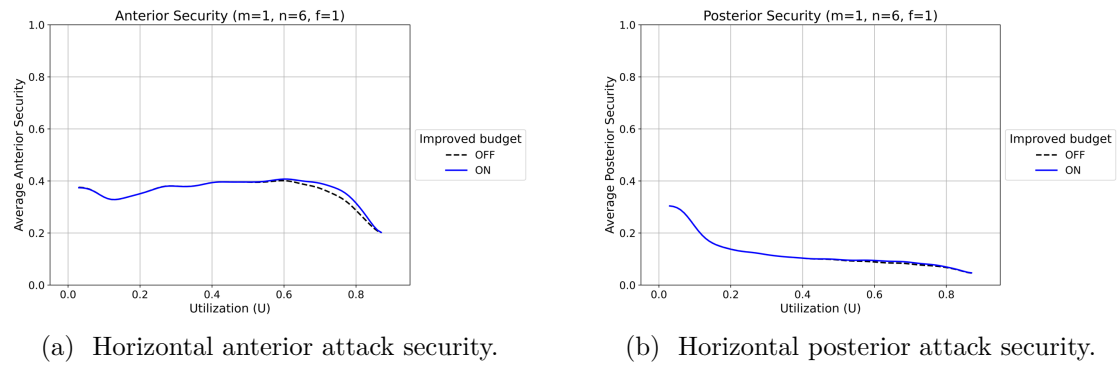 Anterior Security (m=1, n=6, f=1)
Average Anterior Security
1.0
0.8
0.6
0.4
0.2
0.0
0.0 0.2 0.4 0.6 0.8
Utilization (U)
Improved budget
OFF
ON
(a) Horizontal anterior attack security.
Posterior Security (m=1, n=6, f=1)
Average Posterior Security
1.0
0.8
0.6
0.4
0.2
0.0
0.0 0.2 0.4 0.6 0.8
Utilization (U)
Improved budget
OFF
ON
(b) Horizontal posterior attack security.